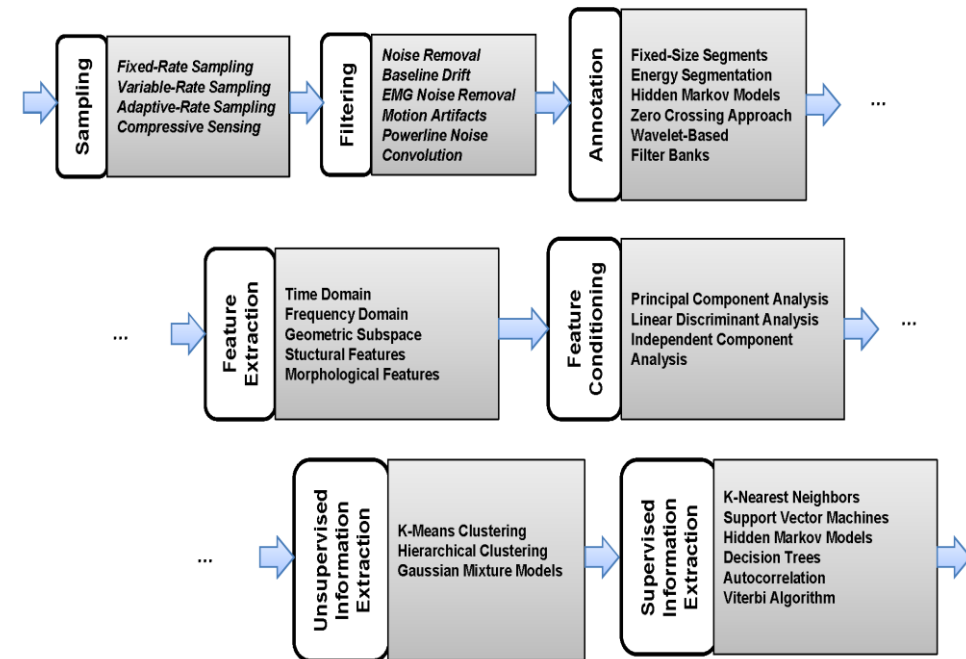 Sampling
Fixed-Rate Sampling
Variable-Rate Sampling
Adaptive-Rate Sampling
Compressive Sensing
Filtering
Noise Removal
Baseline Drift
EMG Noise Removal
Motion Artifacts
Powerline Noise
Convolution
Annotation
Fixed-Size Segments
Energy Segmentation
Hidden Markov Models
Zero Crossing Approach
Wavelet-Based
Filter Banks
...
...
Feature
Extraction
Time Domain
Frequency Domain
Geometric Subspace
Stuctural Features
Morphological Features
Feature
Conditioning
Principal Component Analysis
Linear Discriminant Analysis
Independent Component
Analysis
...
...
Unsupervised
Information
Extraction
K-Means Clustering
Hierarchical Clustering
Gaussian Mixture Models
Supervised
Information
Extraction
K-Nearest Neighbors
Support Vector Machines
Hidden Markov Models
Decision Trees
Autocorrelation
Viterbi Algorithm